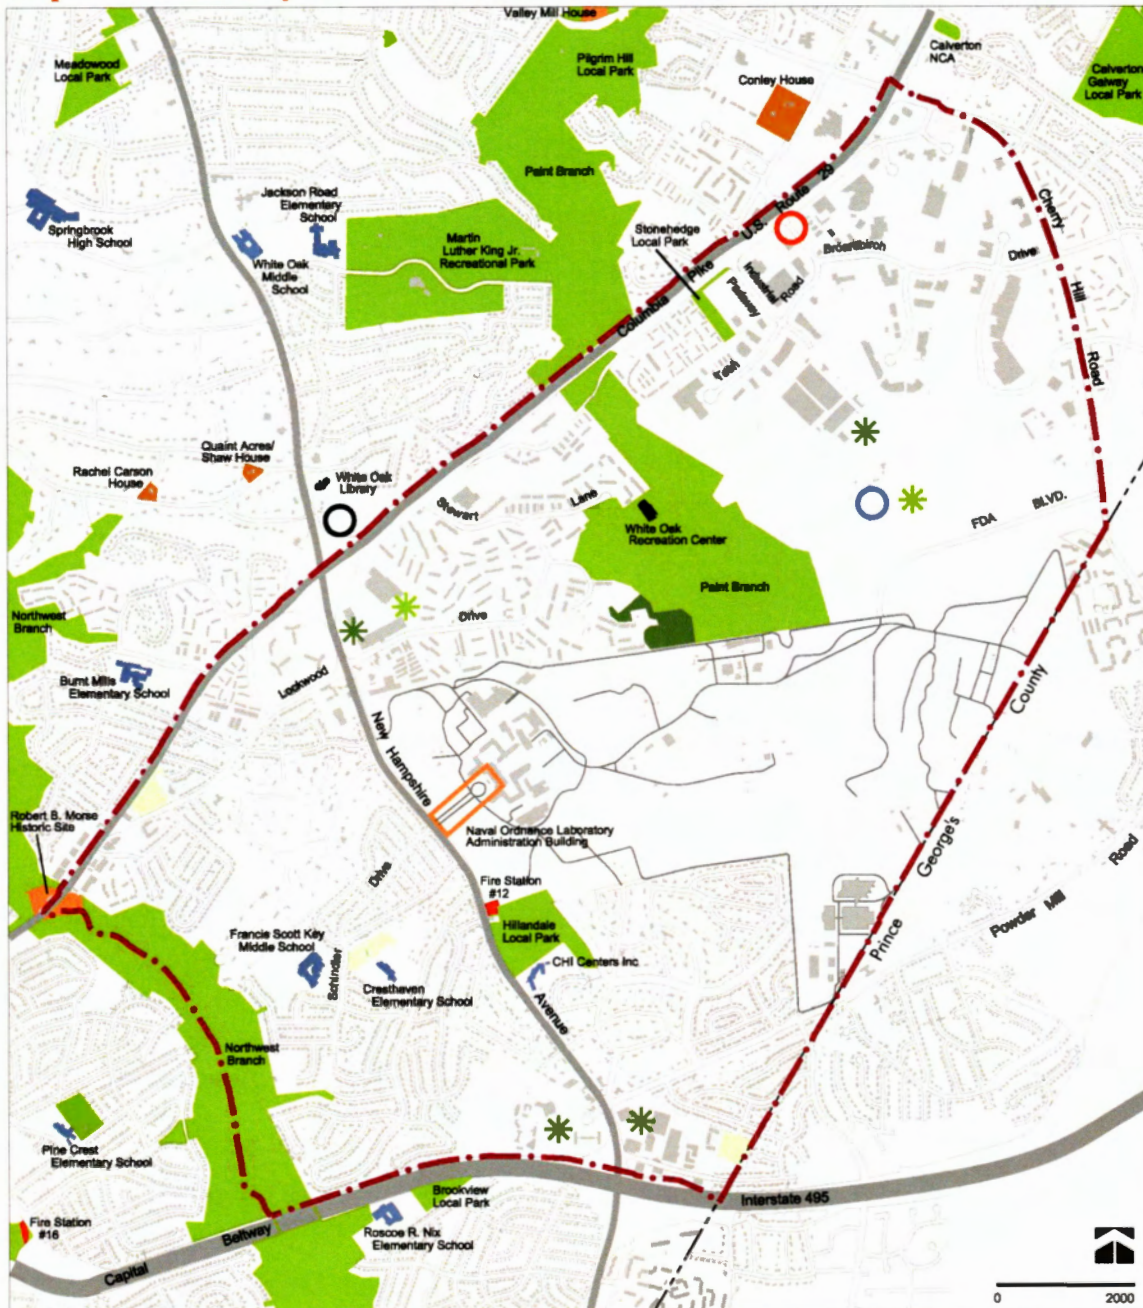 Valley Mill House
Meadowood
Local Park
Pilgrim Hill
Local Park
Calverton
NCA
Conley House
Calverton
Galway
Local Park
Paint Branch
Springbrook
High School
Jackson Road
Elementary
School
White Oak
Middle
School
Martin
Luther King Jr.
Recreational Park
Stonehedge
Local Park
Columbia Pike U.S. Route 29
Industrial
Parkway
Tech Road
Broadbirch Drive
Cherry Hill Road
Quaint Acres/
Shaw House
Rachel Carson
House
White Oak
Library
Stewart Lane
White Oak
Recreation Center
FDA BLVD.
Paint Branch
Northwest
Branch
Lockwood Drive
Burnt Mills
Elementary School
New Hampshire Avenue
Robert B. Morse
Historic Site
Naval Ordnance Laboratory
Administration Building
Prince George's County
Powder Mill Road
Fire Station
#12
Hillandale
Local Park
Francis Scott Key
Middle School
Schindler Drive
Cresthaven
Elementary School
CHI Centers Inc
Northwest
Branch
Pine Crest
Elementary School
Brookview
Local Park
Interstate 495
Fire Station
#16
Capital Beltway
Roscoe R. Nix
Elementary School
0 2000